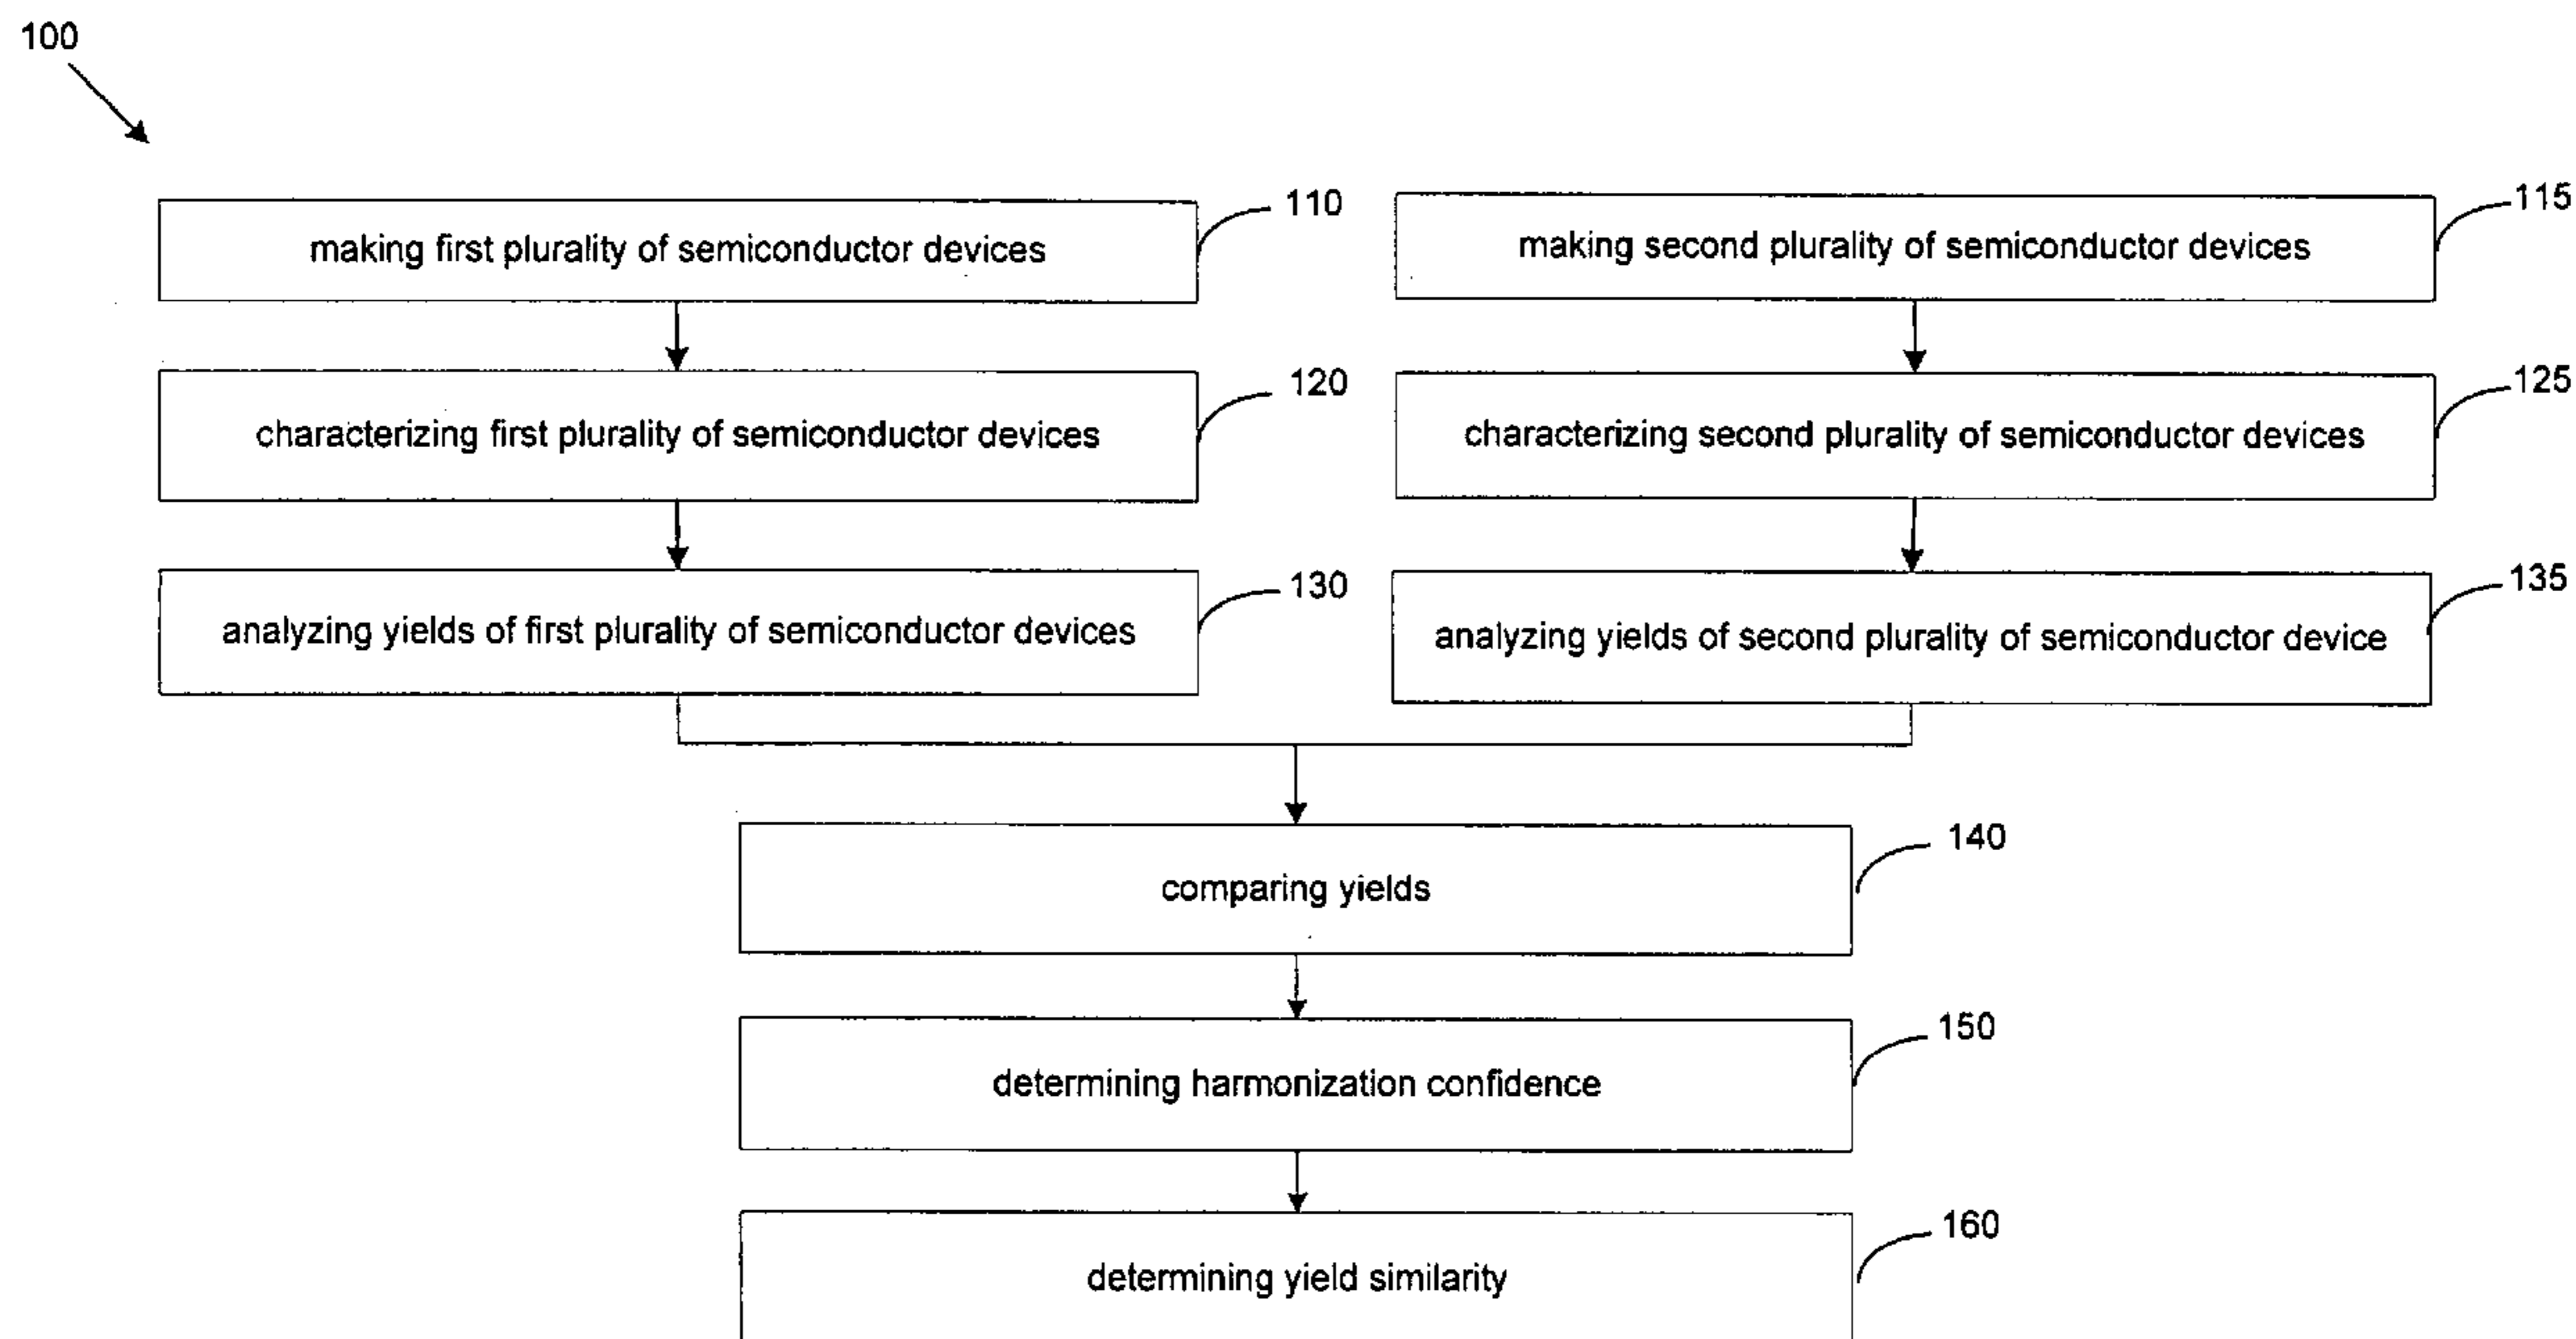 100
making first plurality of semiconductor devices
110
making second plurality of semiconductor devices
115
characterizing first plurality of semiconductor devices
120
characterizing second plurality of semiconductor devices
125
analyzing yields of first plurality of semiconductor devices
130
analyzing yields of second plurality of semiconductor device
135
comparing yields
140
determining harmonization confidence
150
determining yield similarity
160